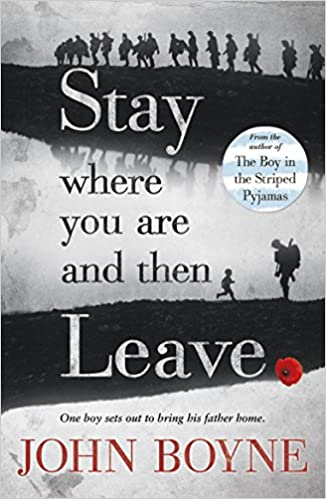 Stay
where
you are
and then
Leave
From the
author of
The Boy in
the Striped
Pyjamas
One boy sets out to bring his father home.
JOHN BOYNE